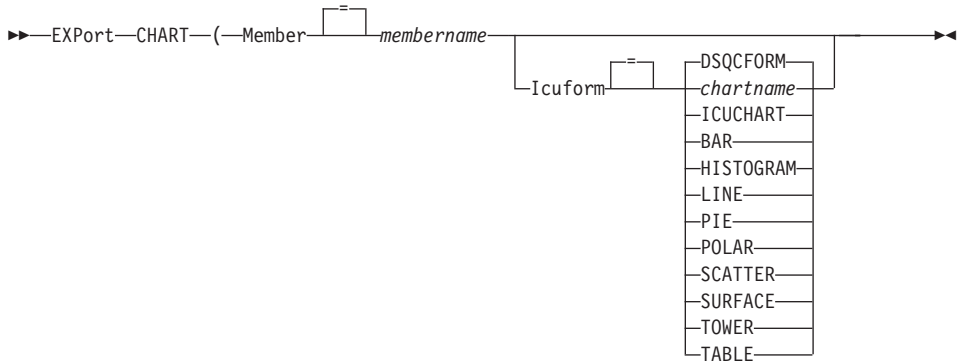 =
►►—EXPort—CHART—(—Member membername ►◄
= DSQCFORM
Icuform chartname
ICUCHART
BAR
HISTOGRAM
LINE
PIE
POLAR
SCATTER
SURFACE
TOWER
TABLE